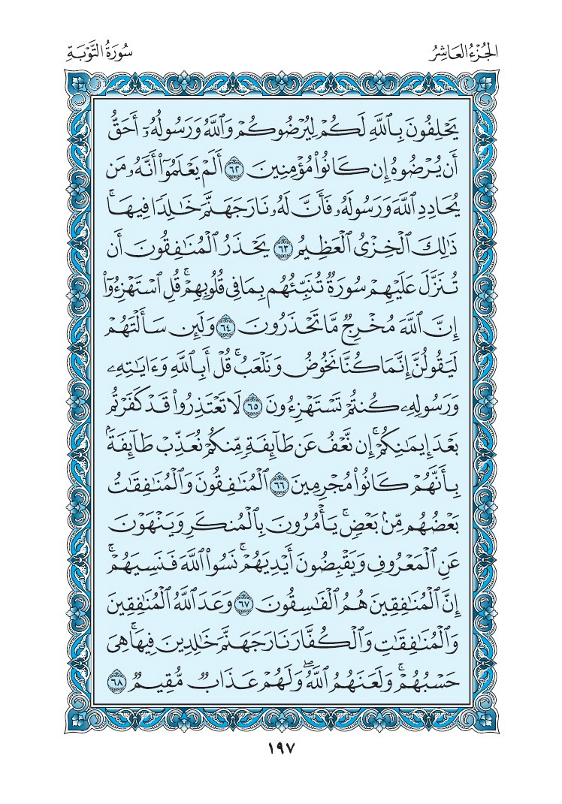 الجُزْءُ العَاشِرُ
سُورَةُ التَّوْبَةِ
يَحْلِفُونَ بِٱللَّهِ لَكُمْ لِيُرْضُوكُمْ وَٱللَّهُ وَرَسُولُهُۥٓ أَحَقُّ
أَن يُرْضُوهُ إِن كَانُوا۟ مُؤْمِنِينَ ٦٢ أَلَمْ يَعْلَمُوٓا۟ أَنَّهُۥ مَن
يُحَادِدِ ٱللَّهَ وَرَسُولَهُۥ فَأَنَّ لَهُۥ نَارَ جَهَنَّمَ خَـٰلِدًا فِيهَا ۚ
ذَٰلِكَ ٱلْخِزْىُ ٱلْعَظِيمُ ٦٣ يَحْذَرُ ٱلْمُنَـٰفِقُونَ أَن
تُنَزَّلَ عَلَيْهِمْ سُورَةٌ تُنَبِّئُهُم بِمَا فِى قُلُوبِهِمْ ۚ قُلِ ٱسْتَهْزِءُوٓا۟
إِنَّ ٱللَّهَ مُخْرِجٌ مَّا تَحْذَرُونَ ٦٤ وَلَئِن سَأَلْتَهُمْ
لَيَقُولُنَّ إِنَّمَا كُنَّا نَخُوضُ وَنَلْعَبُ ۚ قُلْ أَبِٱللَّهِ وَءَايَـٰتِهِۦ
وَرَسُولِهِۦ كُنتُمْ تَسْتَهْزِءُونَ ٦٥ لَا تَعْتَذِرُوا۟ قَدْ كَفَرْتُم
بَعْدَ إِيمَـٰنِكُمْ ۚ إِن نَّعْفُ عَن طَآئِفَةٍ مِّنكُمْ نُعَذِّبْ طَآئِفَةًۢ
بِأَنَّهُمْ كَانُوا۟ مُجْرِمِينَ ٦٦ ٱلْمُنَـٰفِقُونَ وَٱلْمُنَـٰفِقَـٰتُ
بَعْضُهُم مِّنۢ بَعْضٍ ۚ يَأْمُرُونَ بِٱلْمُنكَرِ وَيَنْهَوْنَ
عَنِ ٱلْمَعْرُوفِ وَيَقْبِضُونَ أَيْدِيَهُمْ ۚ نَسُوا۟ ٱللَّهَ فَنَسِيَهُمْ ۗ
إِنَّ ٱلْمُنَـٰفِقِينَ هُمُ ٱلْفَـٰسِقُونَ ٦٧ وَعَدَ ٱللَّهُ ٱلْمُنَـٰفِقِينَ
وَٱلْمُنَـٰفِقَـٰتِ وَٱلْكُفَّارَ نَارَ جَهَنَّمَ خَـٰلِدِينَ فِيهَا ۚ هِىَ
حَسْبُهُمْ ۚ وَلَعَنَهُمُ ٱللَّهُ ۖ وَلَهُمْ عَذَابٌ مُّقِيمٌ ٦٨
١٩٧